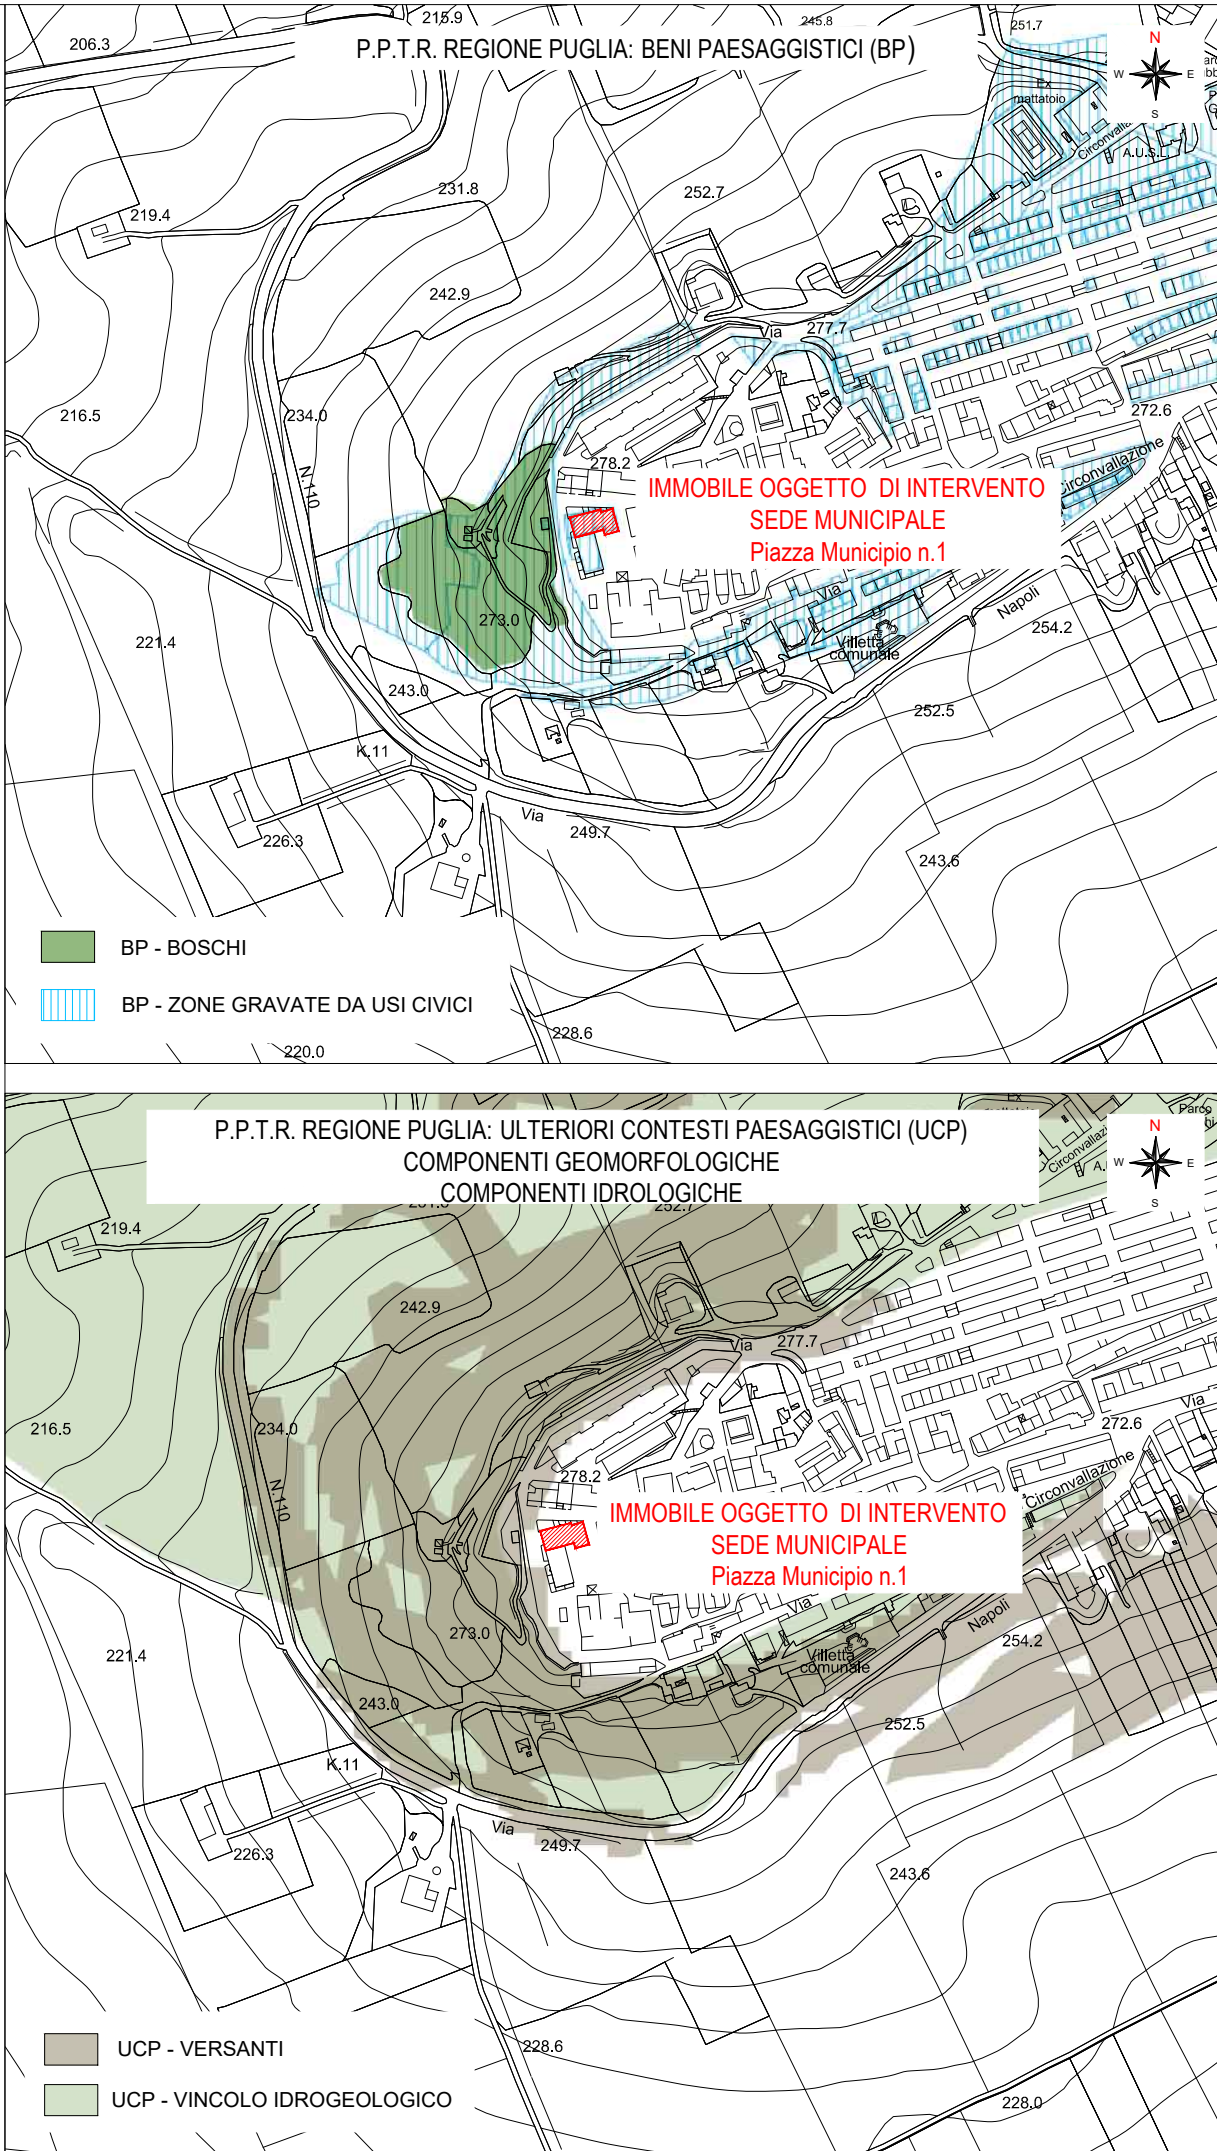 215.9
245.8
251.7
206.3
P.P.T.R. REGIONE PUGLIA: BENI PAESAGGISTICI (BP)
N
W
E
S
Ex
mattatoio
Circonvalla
A.U.S.L
231.8
252.7
219.4
242.9
Via
277.7
216.5
234.0
272.6
N.110
278.2
Circonvallazione
IMMOBILE OGGETTO DI INTERVENTO
SEDE MUNICIPALE
Piazza Municipio n.1
Via
Napoli
273.0
254.2
221.4
Villetta
comunale
243.0
252.5
K.11
Via
249.7
226.3
243.6
BP - BOSCHI
BP - ZONE GRAVATE DA USI CIVICI
228.6
220.0
Ex
Parco
P.P.T.R. REGIONE PUGLIA: ULTERIORI CONTESTI PAESAGGISTICI (UCP)
COMPONENTI GEOMORFOLOGICHE
COMPONENTI IDROLOGICHE
N
W
E
S
Circonvallazi
A.
252.7
219.4
242.9
Via
277.7
216.5
234.0
272.6
Via
N.110
278.2
Circonvallazione
IMMOBILE OGGETTO DI INTERVENTO
SEDE MUNICIPALE
Piazza Municipio n.1
Via
Napoli
273.0
254.2
221.4
Villetta
comunale
243.0
252.5
K.11
Via
249.7
226.3
243.6
UCP - VERSANTI
228.6
UCP - VINCOLO IDROGEOLOGICO
228.0